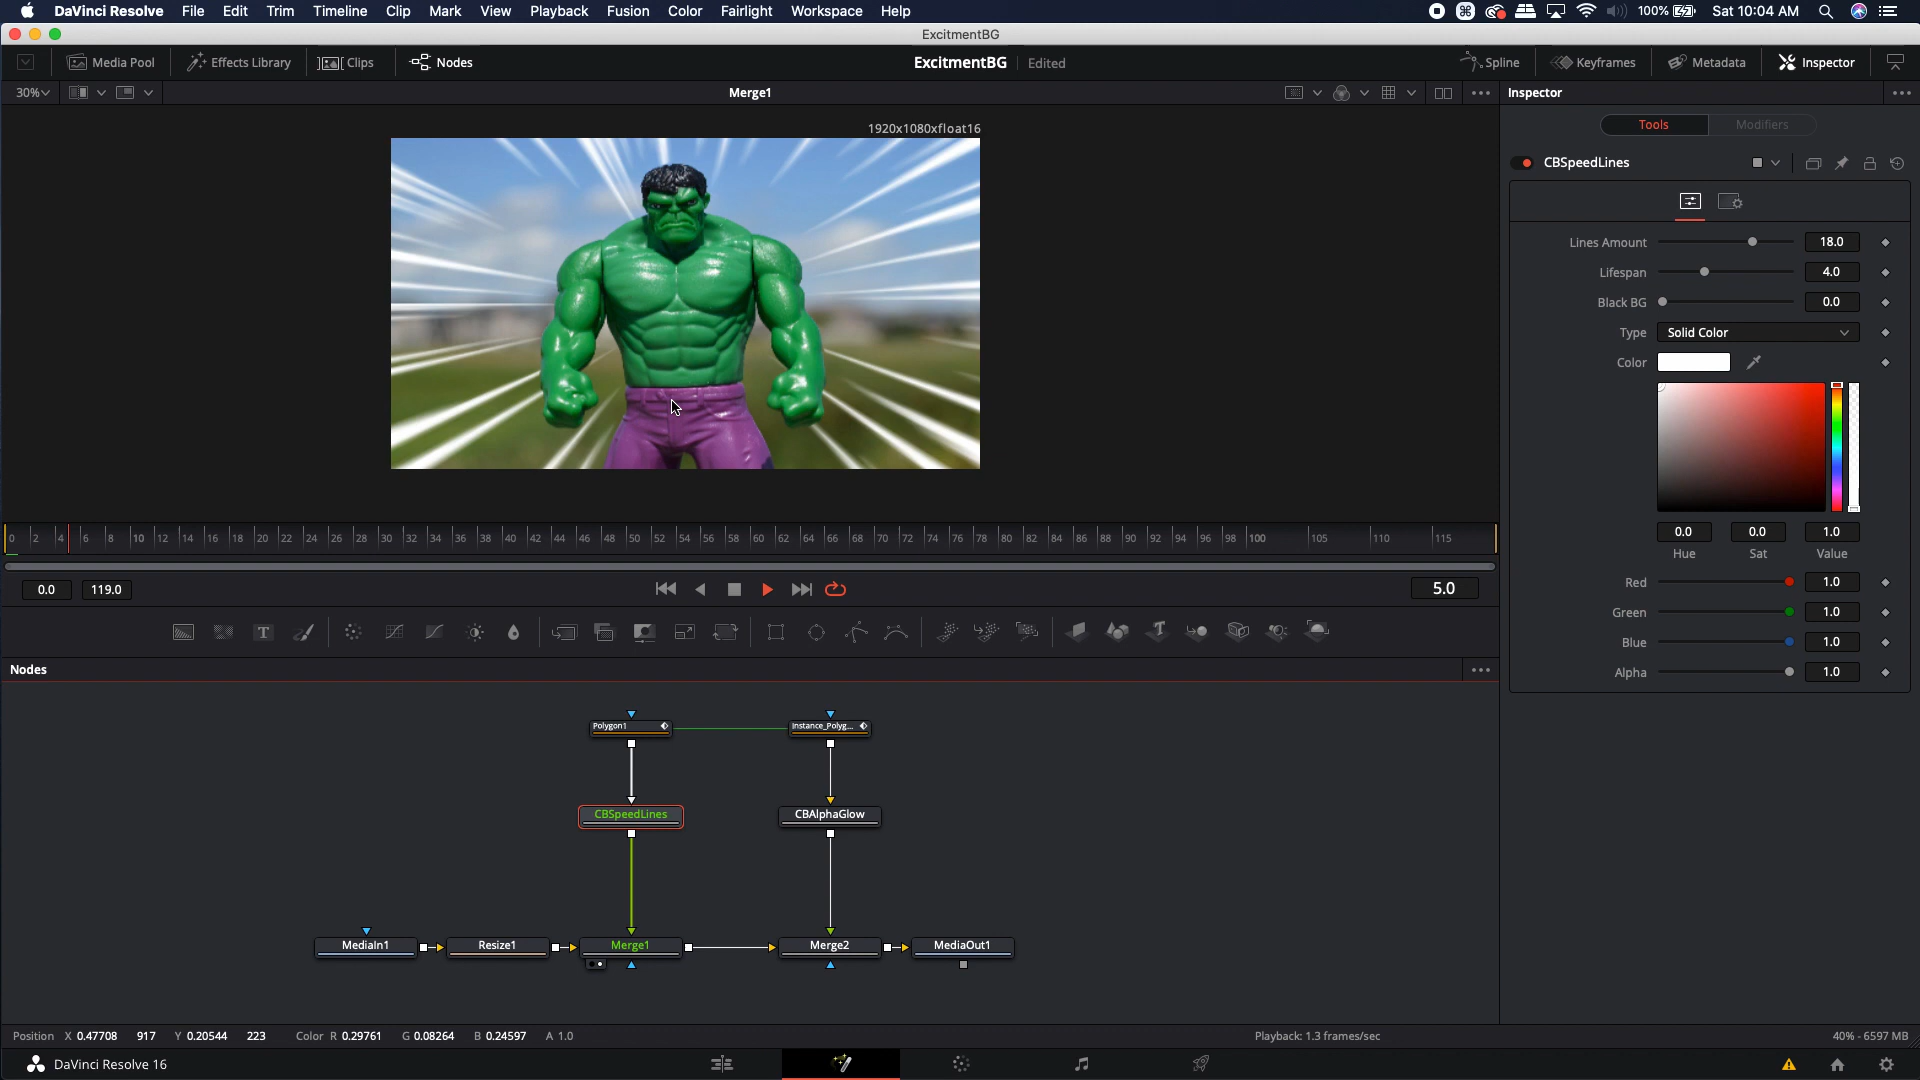 DaVinci Resolve File Edit Trim Timeline Clip Mark View Playback Fusion Color Fairlight Workspace Help 100% Sat 10:04 AM
ExcitmentBG
Media Pool Effects Library Clips Nodes ExcitmentBG Edited Spline Keyframes Metadata Inspector
30% Merge1 Inspector
1920x1080xfloat16
Tools Modifiers
CBSpeedLines
Lines Amount 18.0
Lifespan 4.0
Black BG 0.0
Type Solid Color
Color
0.0 0.0 1.0
Hue Sat Value
Red 1.0
Green 1.0
Blue 1.0
Alpha 1.0
0 2 4 6 8 10 12 14 16 18 20 22 24 26 28 30 32 34 36 38 40 42 44 46 48 50 52 54 56 58 60 62 64 66 68 70 72 74 76 78 80 82 84 86 88 90 92 94 96 98 100 105 110 115
0.0 119.0 5.0
T
Nodes
Polygon1 Instance_Polyg...
CBSpeedLines CBAlphaGlow
MediaIn1 Resize1 Merge1 Merge2 MediaOut1
Position X 0.47708 917 Y 0.20544 223 Color R 0.29761 G 0.08264 B 0.24597 A 1.0 Playback: 1.3 frames/sec 40% - 6597 MB
DaVinci Resolve 16